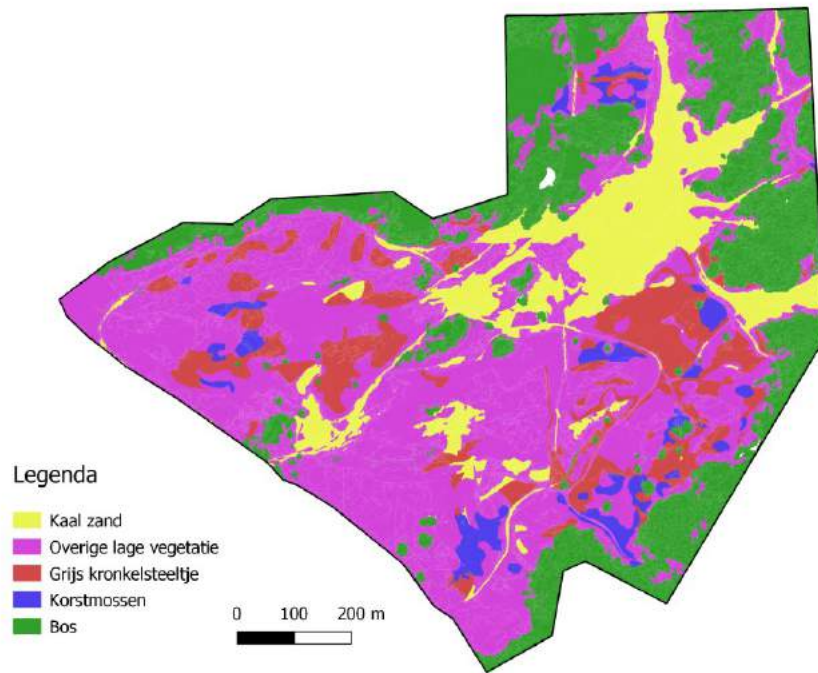 Legenda
Kaal zand
Overige lage vegetatie
Grijs kronkelsteeltje
Korstmossen
Bos
0 100 200 m